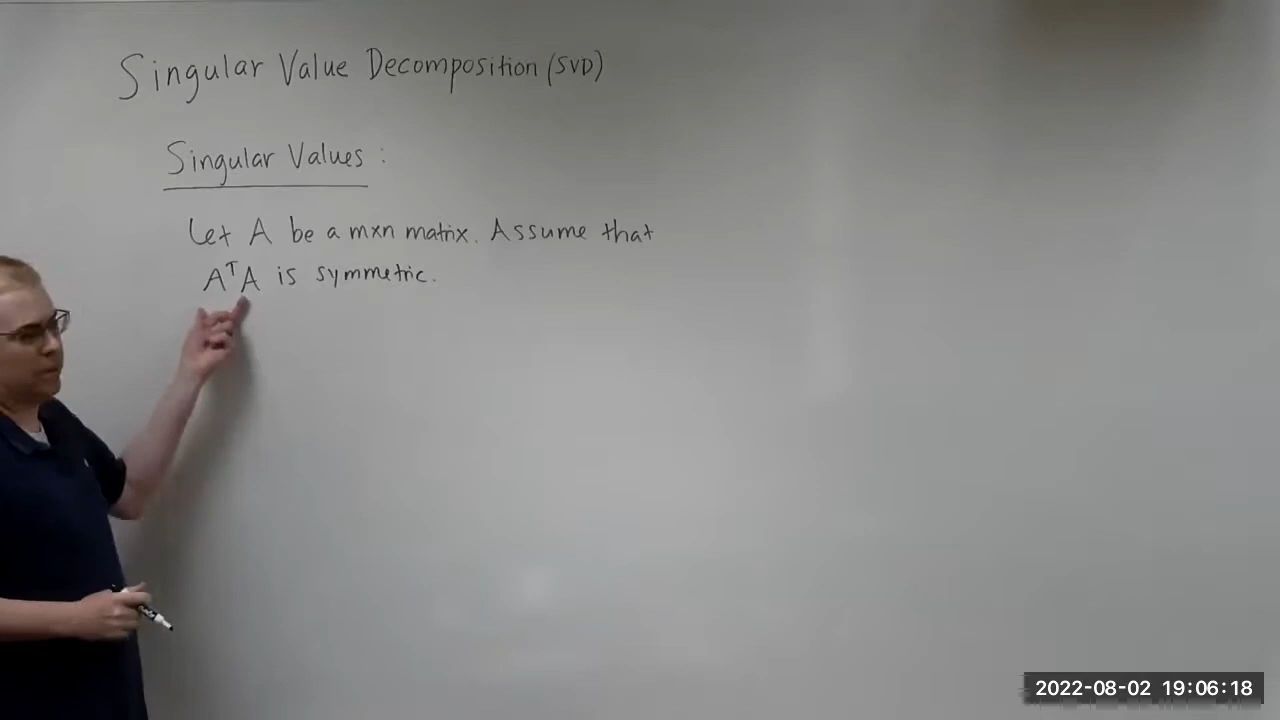 Singular Value Decomposition (SVD)
Singular Values :
Let A be a mxn matrix. Assume that
AᵀA is symmetric.
2022-08-02 19:06:18